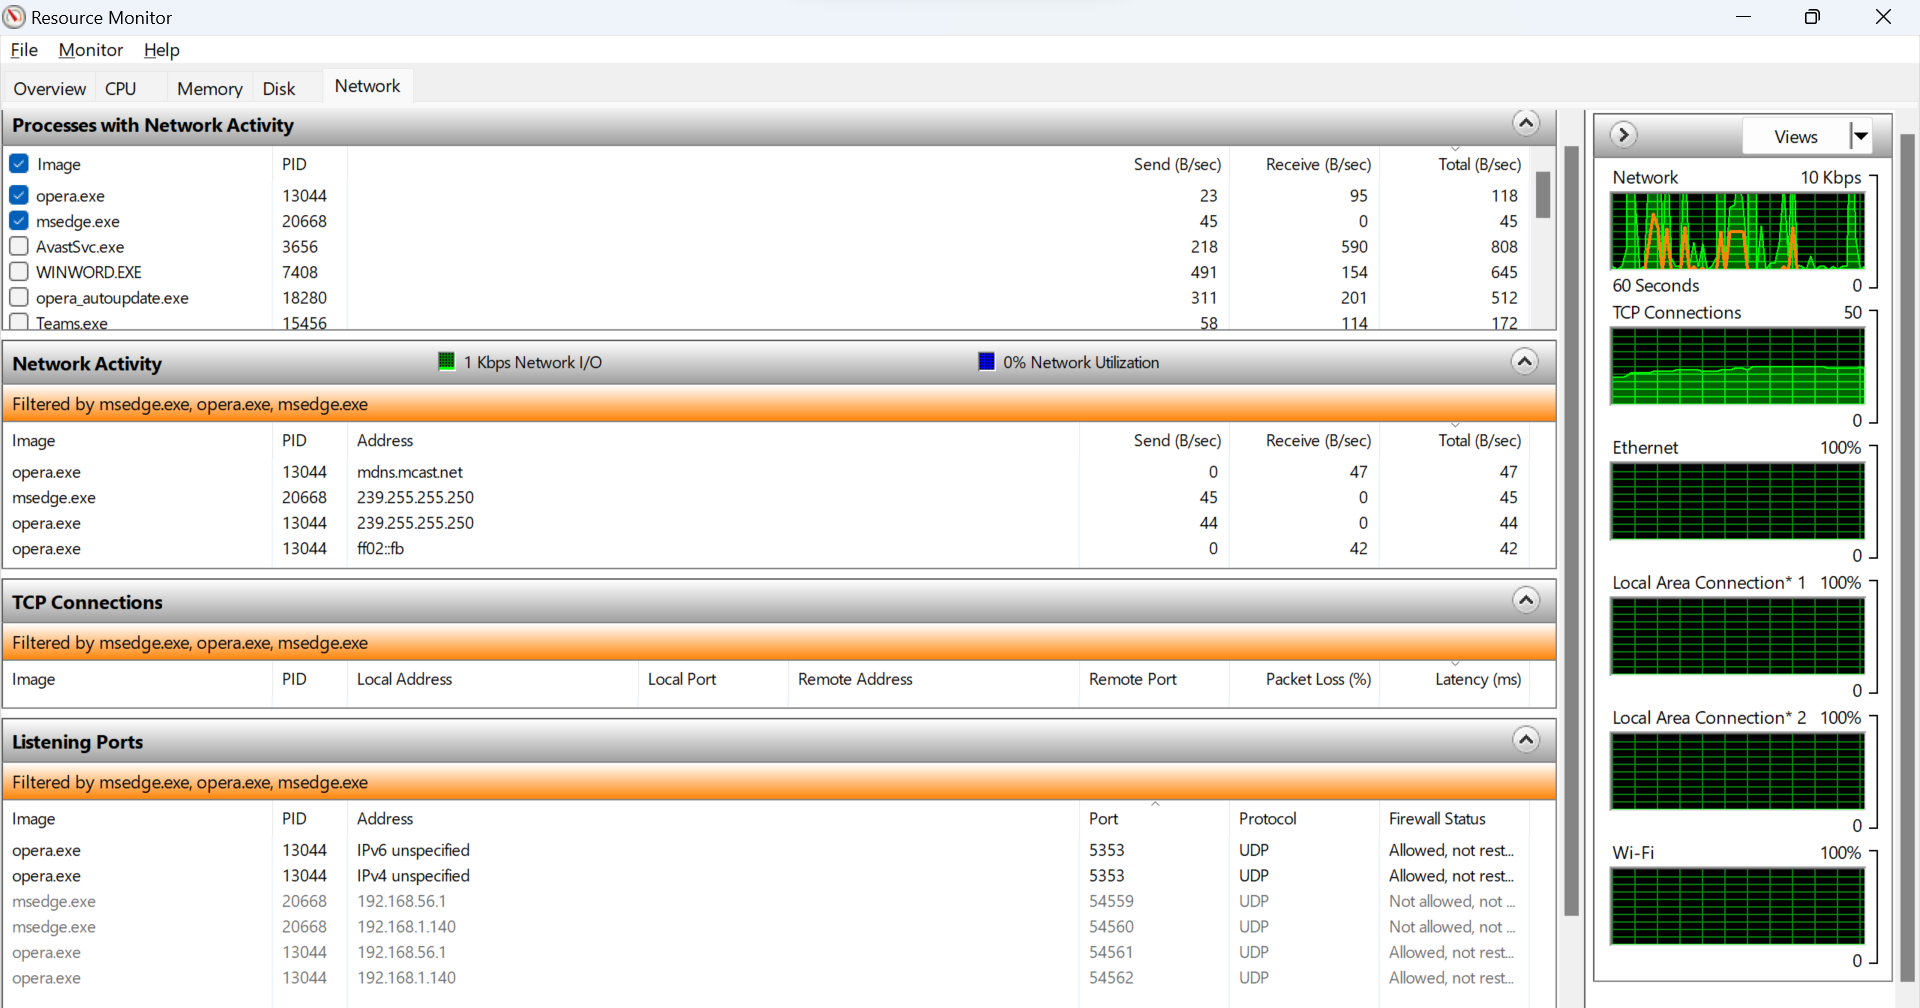 Resource Monitor
File Monitor Help
Overview CPU Memory Disk Network
Processes with Network Activity
Image PID Send (B/sec) Receive (B/sec) Total (B/sec)
opera.exe 13044 23 95 118
msedge.exe 20668 45 0 45
AvastSvc.exe 3656 218 590 808
WINWORD.EXE 7408 491 154 645
opera_autoupdate.exe 18280 311 201 512
Teams.exe 15456 58 114 172
Network Activity 1 Kbps Network I/O 0% Network Utilization
Filtered by msedge.exe, opera.exe, msedge.exe
Image PID Address Send (B/sec) Receive (B/sec) Total (B/sec)
opera.exe 13044 mdns.mcast.net 0 47 47
msedge.exe 20668 239.255.255.250 45 0 45
opera.exe 13044 239.255.255.250 44 0 44
opera.exe 13044 ff02::fb 0 42 42
TCP Connections
Filtered by msedge.exe, opera.exe, msedge.exe
Image PID Local Address Local Port Remote Address Remote Port Packet Loss (%) Latency (ms)
Listening Ports
Filtered by msedge.exe, opera.exe, msedge.exe
Image PID Address Port Protocol Firewall Status
opera.exe 13044 IPv6 unspecified 5353 UDP Allowed, not rest...
opera.exe 13044 IPv4 unspecified 5353 UDP Allowed, not rest...
msedge.exe 20668 192.168.56.1 54559 UDP Not allowed, not ...
msedge.exe 20668 192.168.1.140 54560 UDP Not allowed, not ...
opera.exe 13044 192.168.56.1 54561 UDP Allowed, not rest...
opera.exe 13044 192.168.1.140 54562 UDP Allowed, not rest...
Views
Network 10 Kbps
60 Seconds 0
TCP Connections 50
0
Ethernet 100%
0
Local Area Connection* 1 100%
0
Local Area Connection* 2 100%
0
Wi-Fi 100%
0